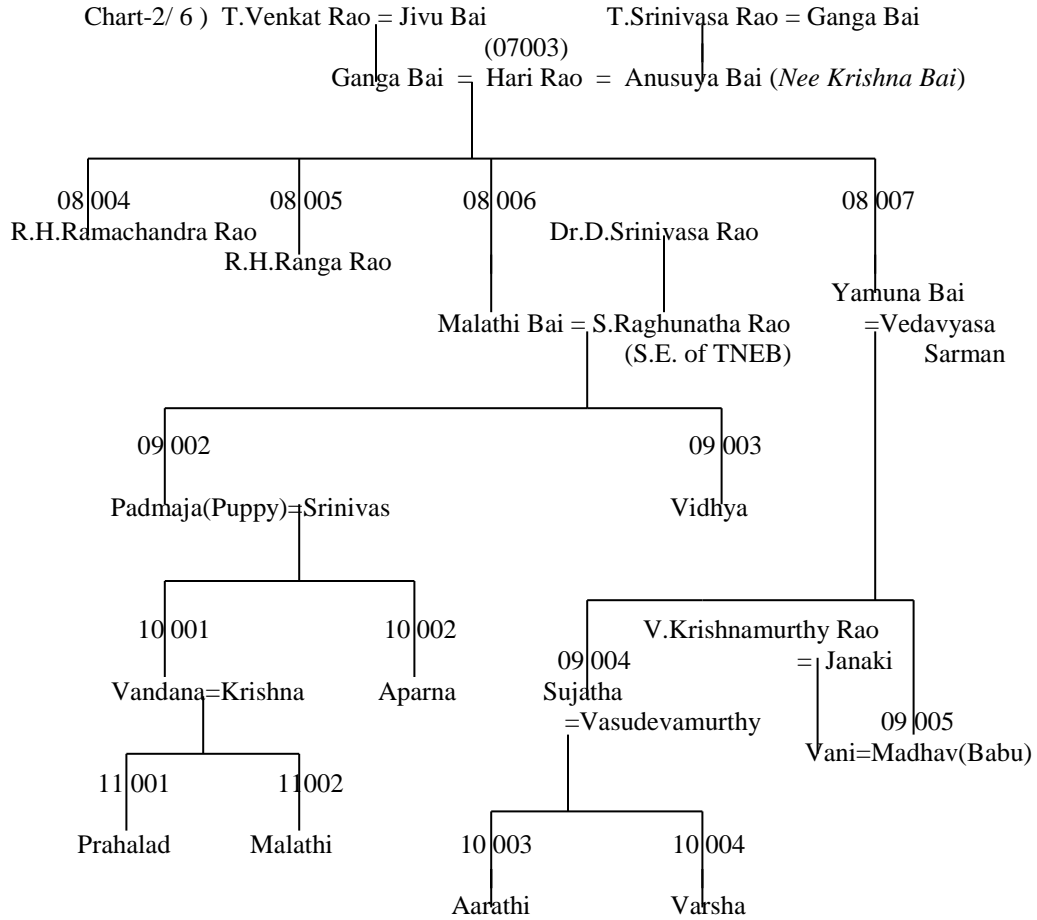 Chart-2/ 6 ) T.Venkat Rao = Jivu Bai T.Srinivasa Rao = Ganga Bai
(07003)
Ganga Bai = Hari Rao = Anusuya Bai (Nee Krishna Bai)
08 004 08 005 08 006 08 007
R.H.Ramachandra Rao Dr.D.Srinivasa Rao
R.H.Ranga Rao
Yamuna Bai
Malathi Bai = S.Raghunatha Rao =Vedavyasa
(S.E. of TNEB) Sarman
09 002 09 003
Padmaja(Puppy)=Srinivas Vidhya
10 001 10 002 V.Krishnamurthy Rao
09 004 = Janaki
Vandana=Krishna Aparna Sujatha
=Vasudevamurthy 09 005
Vani=Madhav(Babu)
11 001 11002
Prahalad Malathi 10 003 10 004
Aarathi Varsha